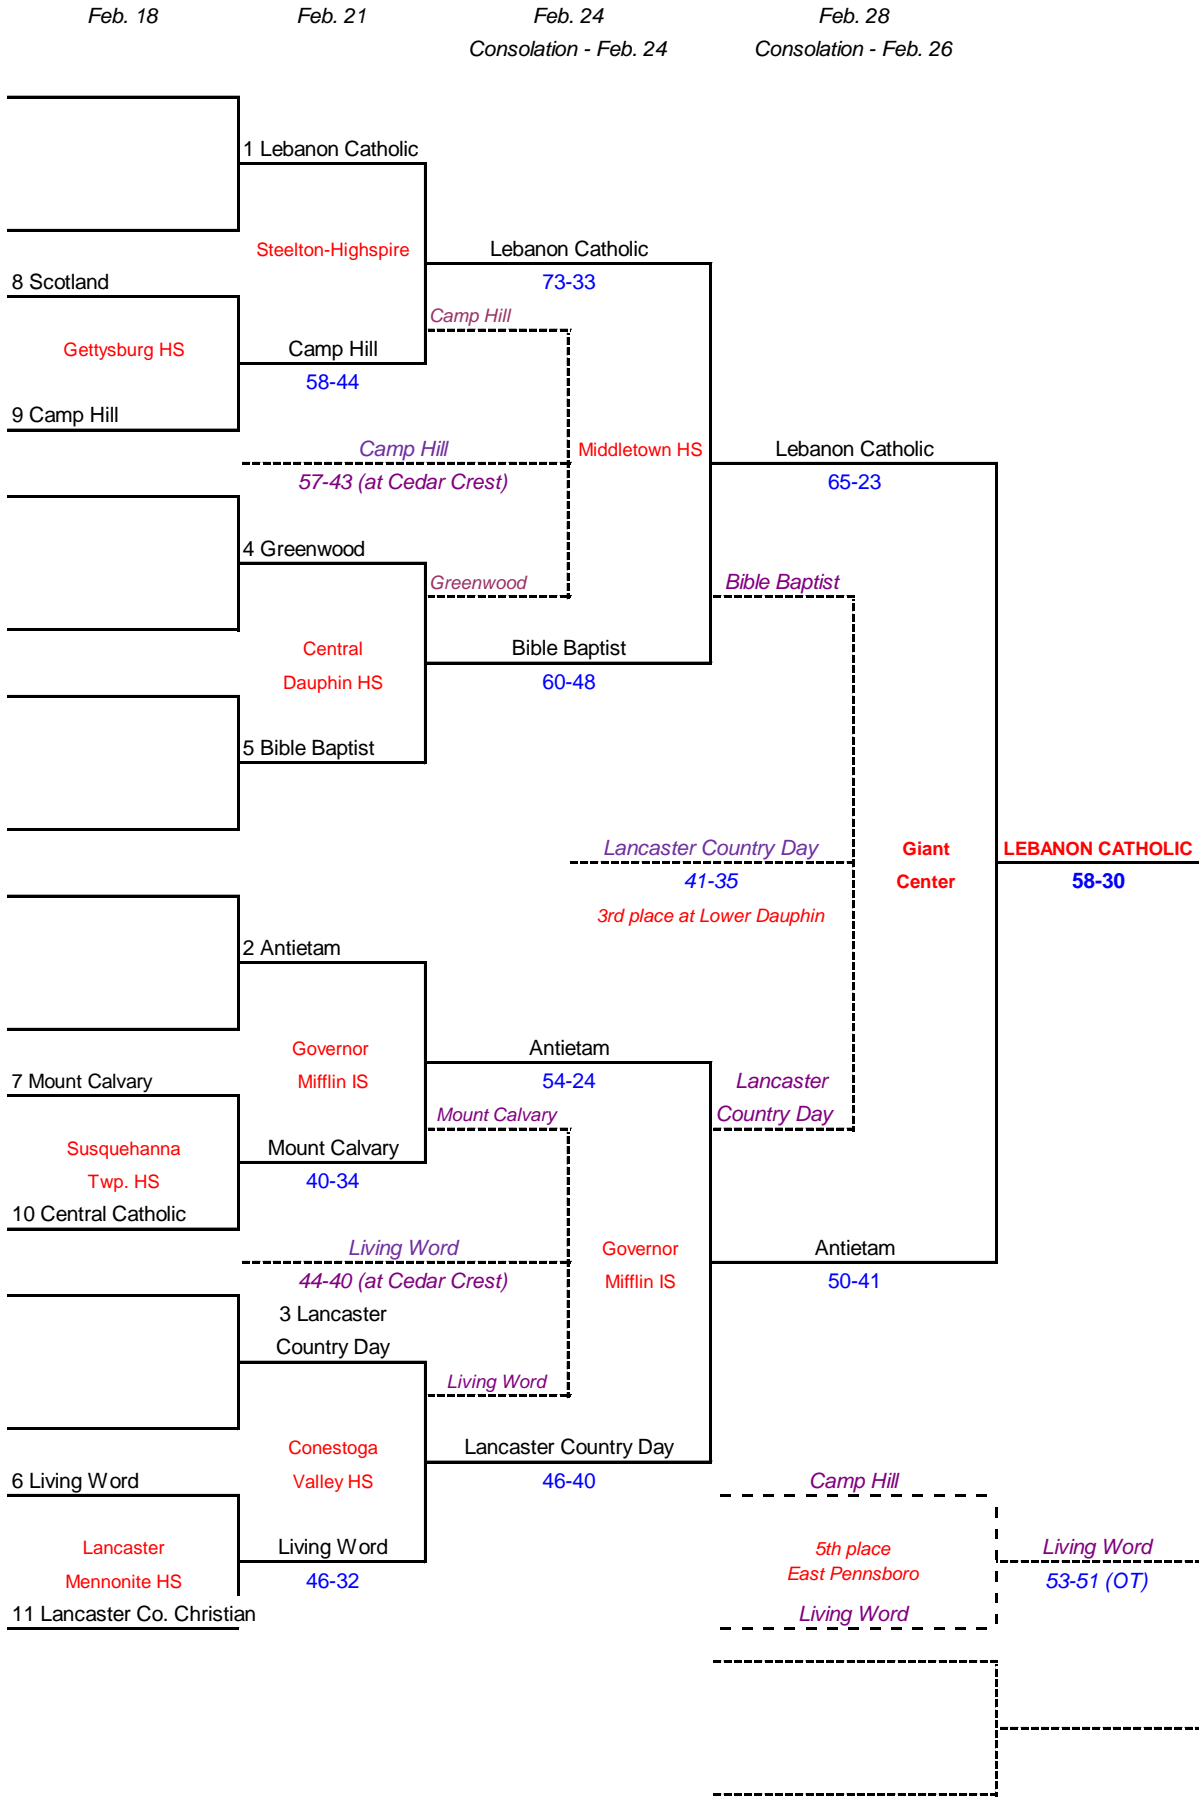 Feb. 18 Feb. 21 Feb. 24 Feb. 28
Consolation - Feb. 24 Consolation - Feb. 26
1 Lebanon Catholic
Steelton-Highspire Lebanon Catholic
8 Scotland 73-33
Camp Hill
Gettysburg HS Camp Hill
58-44
9 Camp Hill
Camp Hill Middletown HS Lebanon Catholic
57-43 (at Cedar Crest) 65-23
4 Greenwood
Greenwood Bible Baptist
Central Bible Baptist
Dauphin HS 60-48
5 Bible Baptist
Lancaster Country Day Giant LEBANON CATHOLIC
41-35 Center 58-30
3rd place at Lower Dauphin
2 Antietam
Governor Antietam
7 Mount Calvary Mifflin IS 54-24 Lancaster
Mount Calvary Country Day
Susquehanna Mount Calvary
Twp. HS 40-34
10 Central Catholic
Living Word Governor Antietam
44-40 (at Cedar Crest) Mifflin IS 50-41
3 Lancaster
Country Day
Living Word
Conestoga Lancaster Country Day
6 Living Word Valley HS 46-40 Camp Hill
Lancaster Living Word 5th place Living Word
Mennonite HS 46-32 East Pennsboro 53-51 (OT)
11 Lancaster Co. Christian Living Word